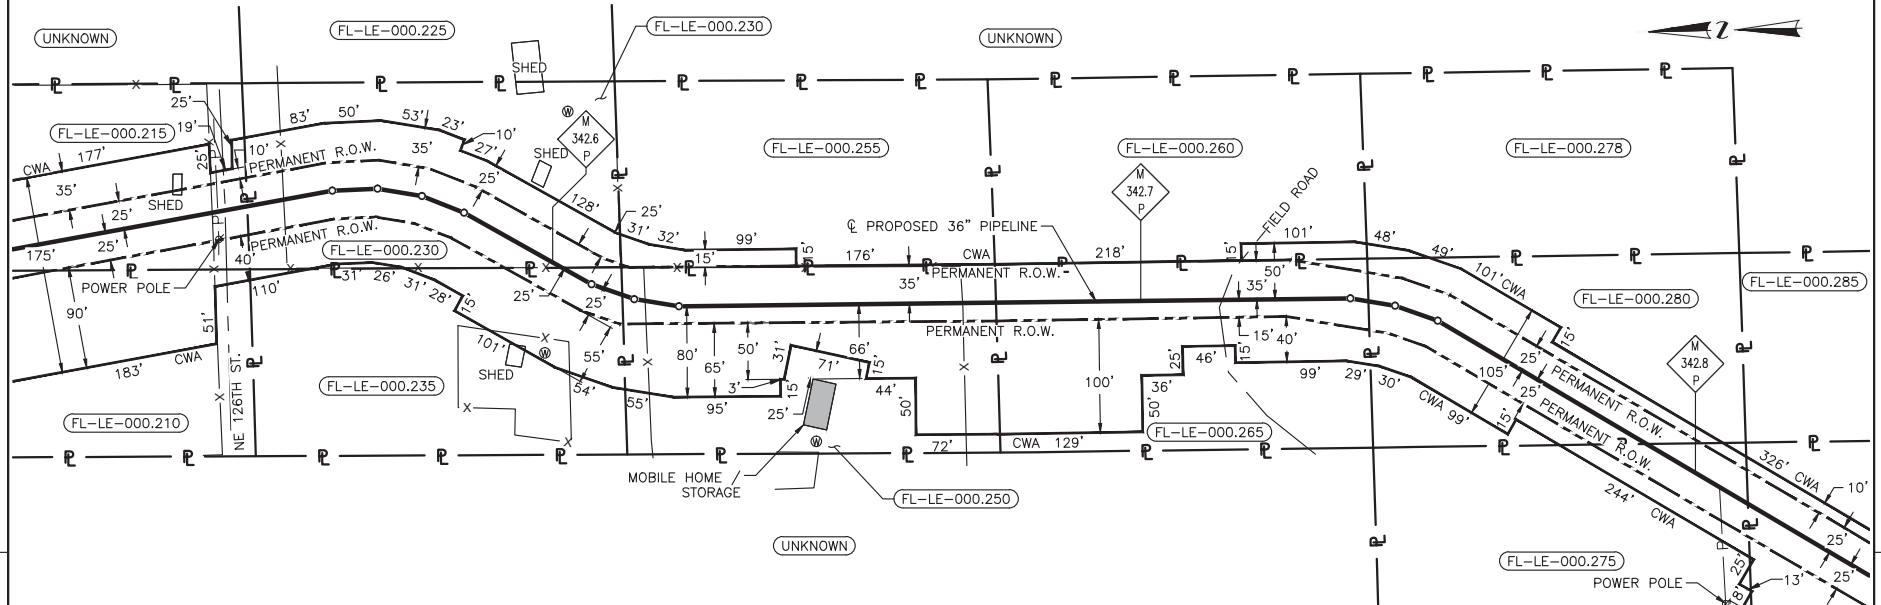 UNKNOWN
FL-LE-000.225
FL-LE-000.230
UNKNOWN
N
SHED
25'
83'
50'
53'
23'
10'
27'
W
M
342.6
P
FL-LE-000.215
19'
25'
10'
PERMANENT R.O.W.
35'
25'
SHED
128'
FL-LE-000.255
FL-LE-000.260
FL-LE-000.278
CWA
177'
35'
25'
SHED
25'
175'
PERMANENT R.O.W.
FL-LE-000.230
40'
110'
31'
26'
31'
28'
15'
POWER POLE
90'
51'
183'
CWA
NE 126TH ST.
FL-LE-000.210
25'
31'
32'
99'
15'
15'
25'
25'
176'
CWA
PERMANENT R.O.W.
35'
218'
℄ PROPOSED 36" PIPELINE
M
342.7
P
FIELD ROAD
101'
15'
50'
35'
48'
49'
101'
CWA
15'
FL-LE-000.280
FL-LE-000.285
PERMANENT R.O.W.
101'
SHED
W
FL-LE-000.235
55'
54'
55'
80'
65'
50'
95'
3'
31'
71'
66'
15'
15'
25'
44'
50'
72'
CWA
129'
100'
50'
36'
25'
46'
15'
15'
40'
99'
29'
30'
CWA
99'
15'
105'
25'
25'
PERMANENT R.O.W.
PERMANENT R.O.W.
M
342.8
P
326'
CWA
10'
244'
CWA
25'
25'
25'
13'
18'
FL-LE-000.265
MOBILE HOME
STORAGE
W
FL-LE-000.250
UNKNOWN
FL-LE-000.275
POWER POLE